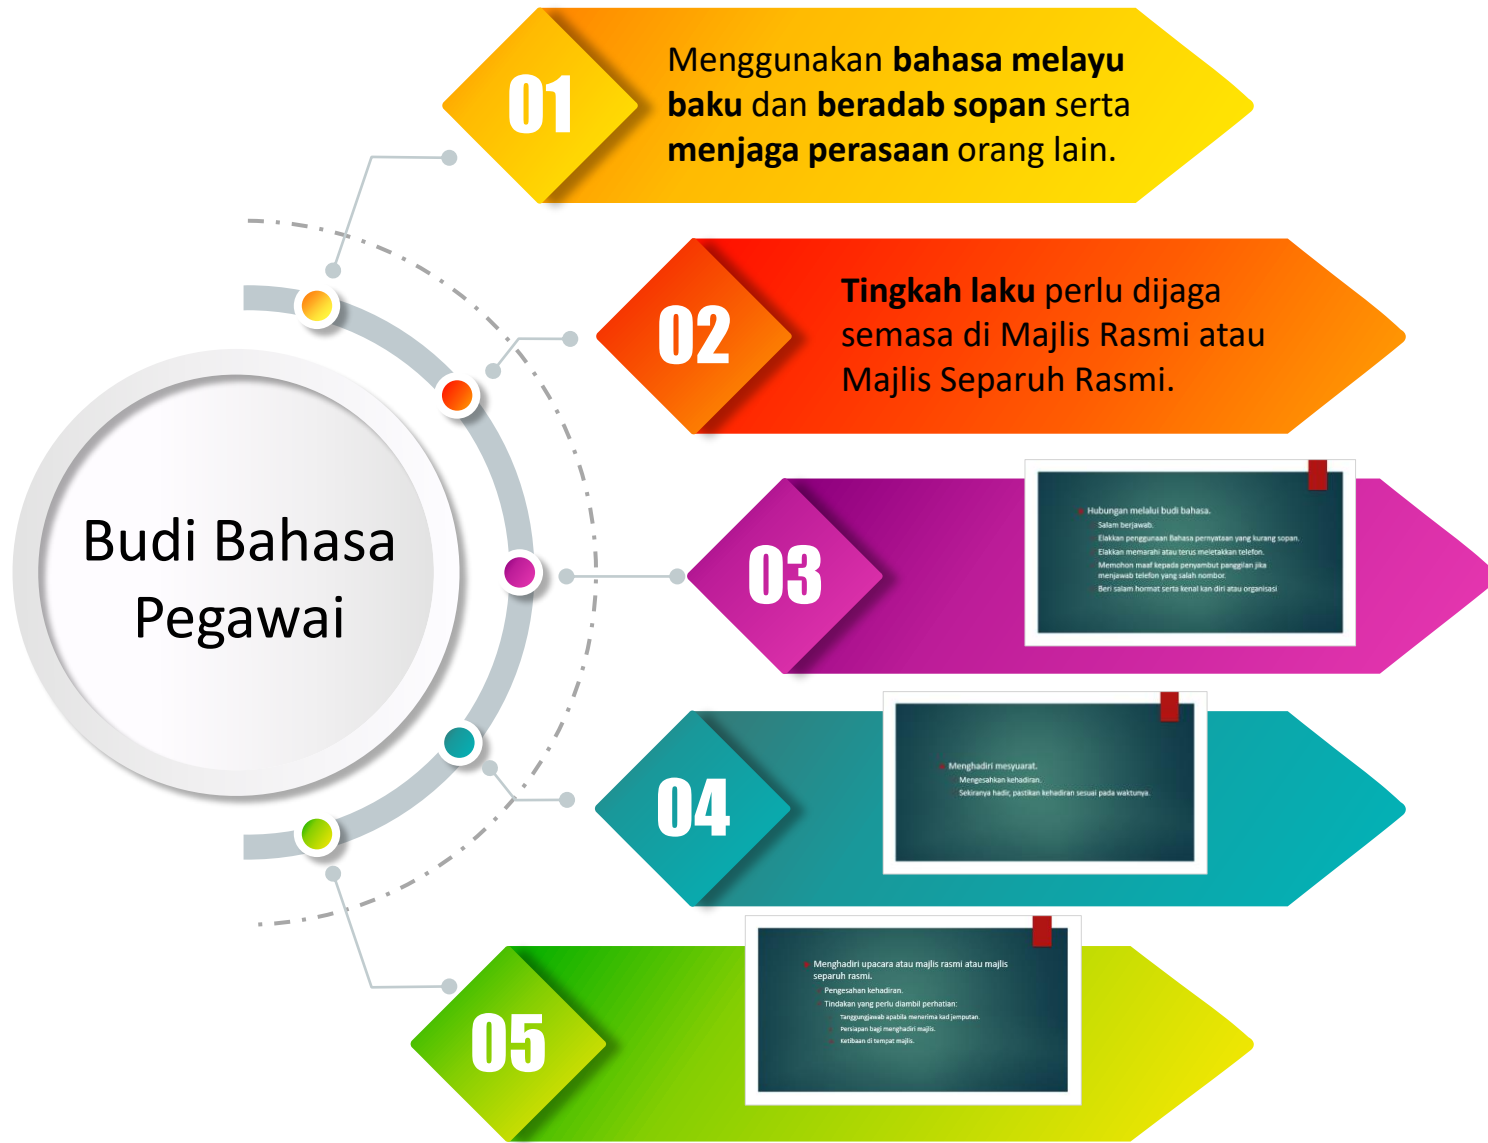 01
Menggunakan bahasa melayu
baku dan beradab sopan serta
menjaga perasaan orang lain.
02
Tingkah laku perlu dijaga
semasa di Majlis Rasmi atau
Majlis Separuh Rasmi.
Budi Bahasa
Pegawai
03
Hubungan melalui budi bahasa.
Salam berjawab.
Elakkan penggunaan Bahasa pernyataan yang kurang sopan.
Elakkan memarahi atau terus meletakkan telefon.
Memohon maaf kepada penyambut panggilan jika
menjawab telefon yang salah nombor.
Beri salam hormat serta kenal kan diri atau organisasi
04
Menghadiri mesyuarat.
Mengesahkan kehadiran.
Sekiranya hadir, pastikan kehadiran sesuai pada waktunya.
05
Menghadiri upacara atau majlis rasmi atau majlis
separuh rasmi.
Pengesahan kehadiran.
Tindakan yang perlu diambil perhatian:
Tanggungjawab apabila menerima kad jemputan.
Persiapan bagi menghadiri majlis.
Ketibaan di tempat majlis.